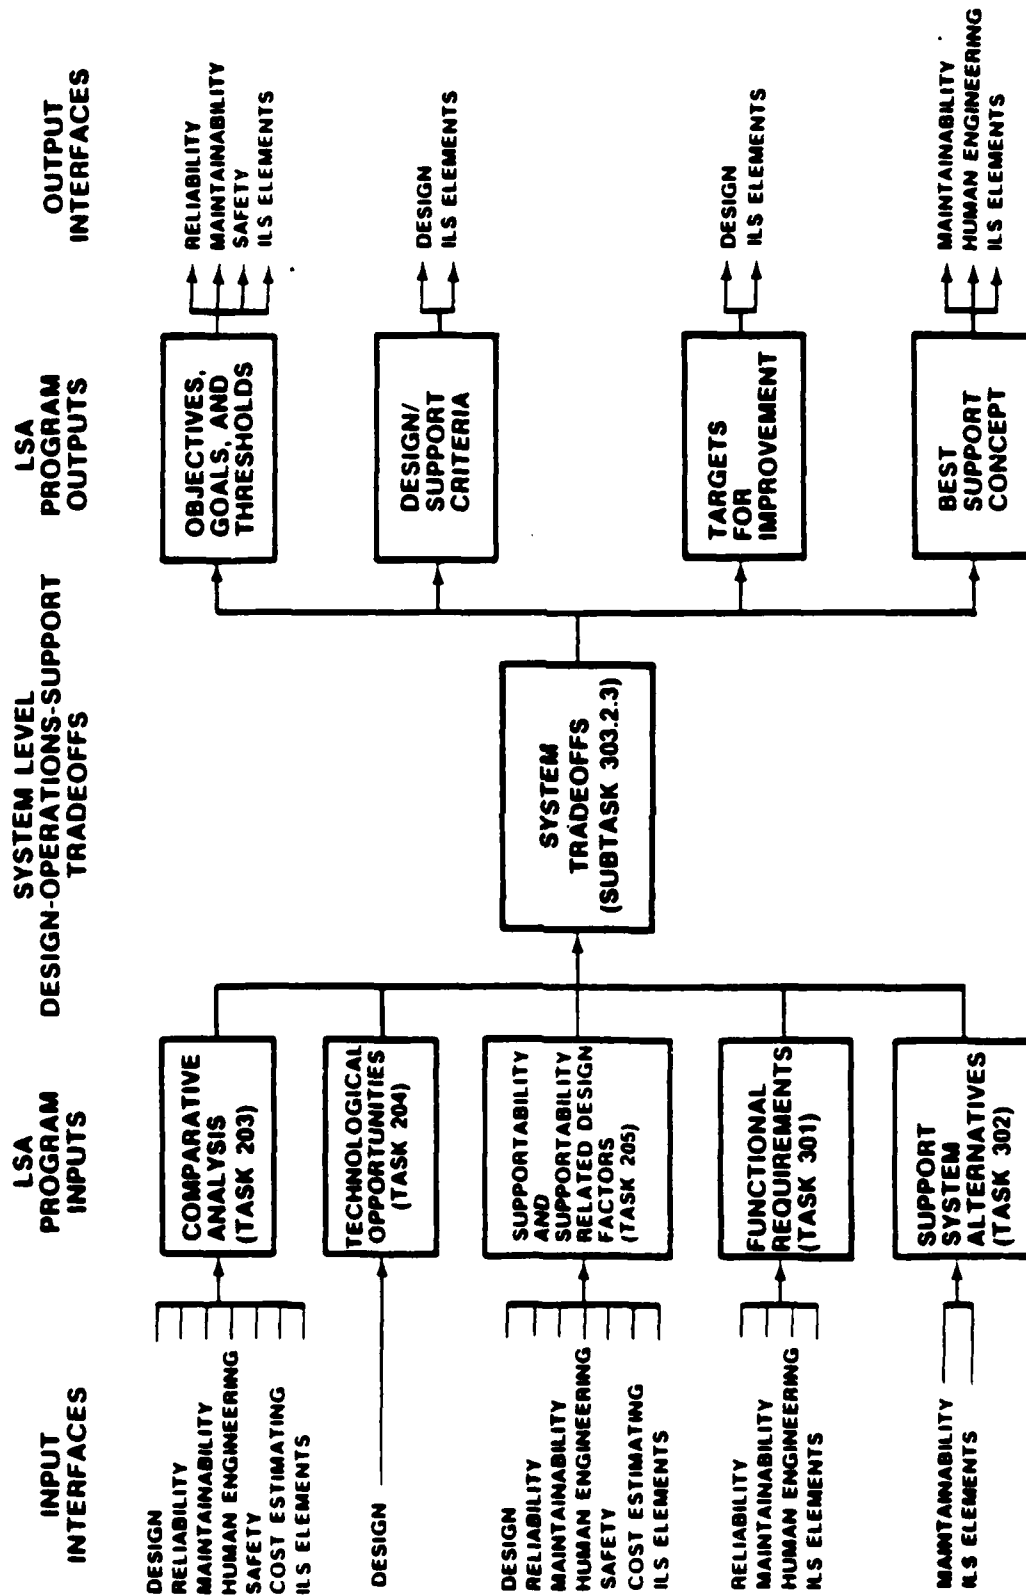 INPUT
INTERFACES
LSA
PROGRAM
INPUTS
SYSTEM LEVEL
DESIGN-OPERATIONS-SUPPORT
TRADEOFFS
LSA
PROGRAM
OUTPUTS
OUTPUT
INTERFACES
DESIGN
RELIABILITY
MAINTAINABILITY
HUMAN ENGINEERING
SAFETY
COST ESTIMATING
ILS ELEMENTS
COMPARATIVE
ANALYSIS
(TASK 203)
DESIGN
TECHNOLOGICAL
OPPORTUNITIES
(TASK 204)
DESIGN
RELIABILITY
MAINTAINABILITY
HUMAN ENGINEERING
SAFETY
COST ESTIMATING
ILS ELEMENTS
SUPPORTABILITY
AND
SUPPORTABILITY
RELATED DESIGN
FACTORS
(TASK 205)
RELIABILITY
MAINTAINABILITY
HUMAN ENGINEERING
ILS ELEMENTS
FUNCTIONAL
REQUIREMENTS
(TASK 301)
MAINTAINABILITY
ILS ELEMENTS
SUPPORT
SYSTEM
ALTERNATIVES
(TASK 302)
SYSTEM
TRADEOFFS
(SUBTASK 303.2.3)
OBJECTIVES,
GOALS, AND
THRESHOLDS
RELIABILITY
MAINTAINABILITY
SAFETY
ILS ELEMENTS
DESIGN/
SUPPORT
CRITERIA
DESIGN
ILS ELEMENTS
TARGETS
FOR
IMPROVEMENT
DESIGN
ILS ELEMENTS
BEST
SUPPORT
CONCEPT
MAINTAINABILITY
HUMAN ENGINEERING
ILS ELEMENTS